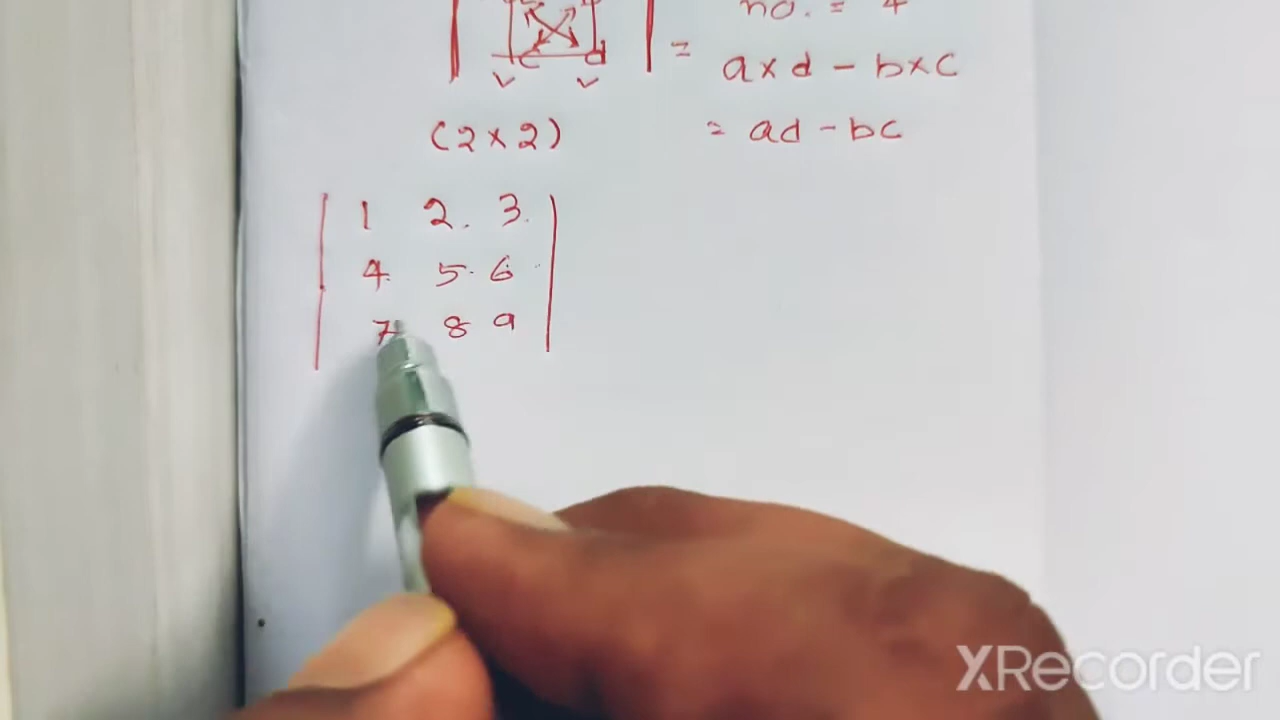 no. = 4
c d =
a x d - b x c
(2 x 2) = ad - bc
1 2. 3.
4. 5. 6
7 8 9
XRecorder